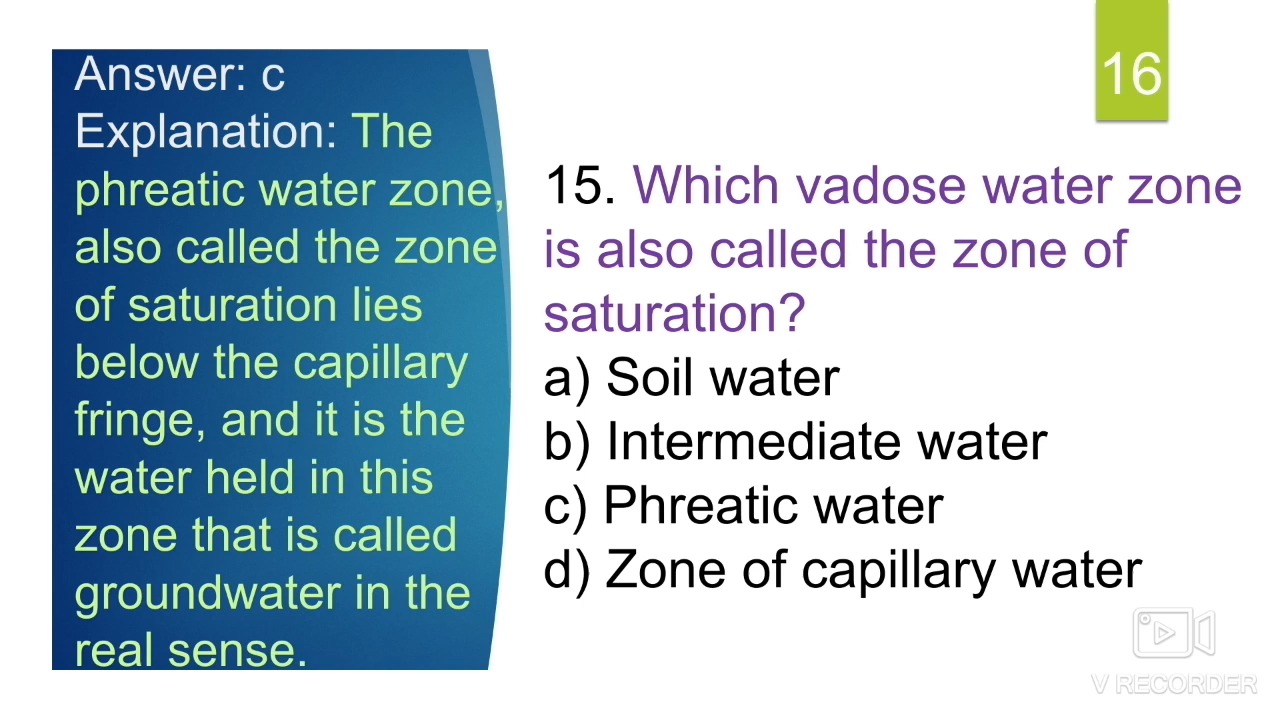 Answer: c
Explanation: The
phreatic water zone,
also called the zone
of saturation lies
below the capillary
fringe, and it is the
water held in this
zone that is called
groundwater in the
real sense.
16
15. Which vadose water zone
is also called the zone of
saturation?
a) Soil water
b) Intermediate water
c) Phreatic water
d) Zone of capillary water
V RECORDER